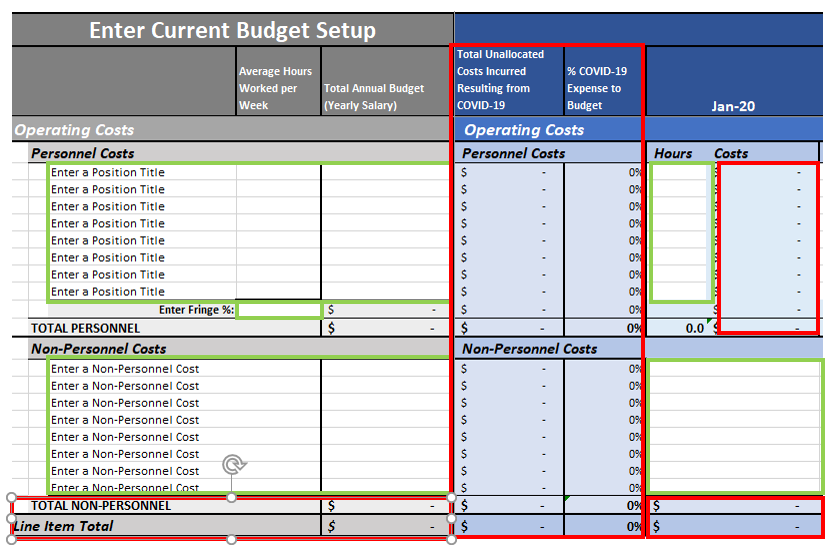 Enter Current Budget Setup
Average Hours Worked per Week
Total Annual Budget (Yearly Salary)
Total Unallocated Costs Incurred Resulting from COVID-19
% COVID-19 Expense to Budget
Jan-20
Operating Costs Operating Costs
Personnel Costs Personnel Costs Hours Costs
Enter a Position Title $ - 0% $ -
Enter a Position Title $ - 0% $ -
Enter a Position Title $ - 0% $ -
Enter a Position Title $ - 0% $ -
Enter a Position Title $ - 0% $ -
Enter a Position Title $ - 0% $ -
Enter a Position Title $ - 0% $ -
Enter a Position Title $ - 0% $ -
Enter Fringe %: $ - $ - 0% $ -
TOTAL PERSONNEL $ - $ - 0% 0.0 $ -
Non-Personnel Costs Non-Personnel Costs
Enter a Non-Personnel Cost $ - 0%
Enter a Non-Personnel Cost $ - 0%
Enter a Non-Personnel Cost $ - 0%
Enter a Non-Personnel Cost $ - 0%
Enter a Non-Personnel Cost $ - 0%
Enter a Non-Personnel Cost $ - 0%
Enter a Non-Personnel Cost $ - 0%
Enter a Non-Personnel Cost $ - 0%
TOTAL NON-PERSONNEL $ - $ - 0% $ -
Line Item Total $ - $ - 0% $ -